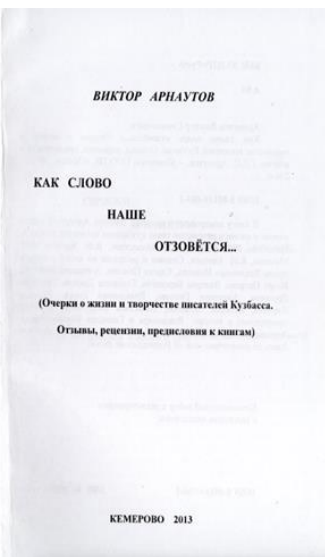 ВИКТОР АРНАУТОВ
КАК СЛОВО
НАШЕ
ОТЗОВЁТСЯ...
(Очерки о жизни и творчестве писателей Кузбасса.
Отзывы, рецензии, предисловия к книгам)
КЕМЕРОВО 2013